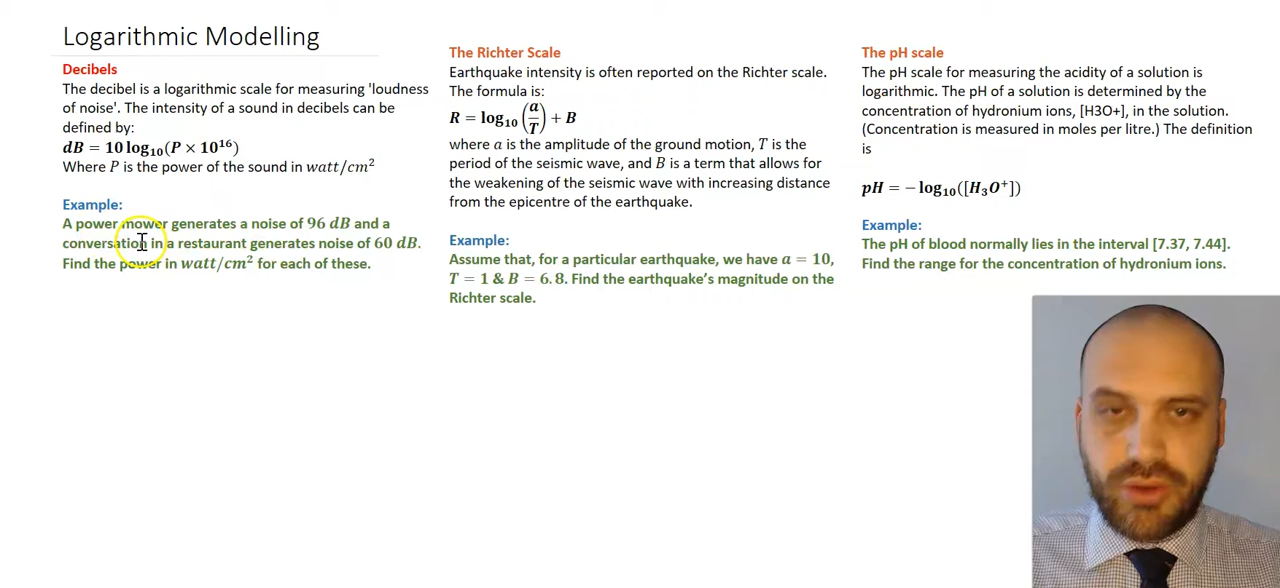 Logarithmic Modelling
Decibels
The decibel is a logarithmic scale for measuring 'loudness
of noise'. The intensity of a sound in decibels can be
defined by:
dB = 10 log₁₀(P × 10¹⁶)
Where P is the power of the sound in watt/cm²
Example:
A power mower generates a noise of 96 dB and a
conversation in a restaurant generates noise of 60 dB.
Find the power in watt/cm² for each of these.
The Richter Scale
Earthquake intensity is often reported on the Richter scale.
The formula is:
R = log₁₀(a/T) + B
where a is the amplitude of the ground motion, T is the
period of the seismic wave, and B is a term that allows for
the weakening of the seismic wave with increasing distance
from the epicentre of the earthquake.
Example:
Assume that, for a particular earthquake, we have a = 10,
T = 1 & B = 6.8. Find the earthquake's magnitude on the
Richter scale.
The pH scale
The pH scale for measuring the acidity of a solution is
logarithmic. The pH of a solution is determined by the
concentration of hydronium ions, [H3O+], in the solution.
(Concentration is measured in moles per litre.) The definition
is
pH = − log₁₀([H₃O⁺])
Example:
The pH of blood normally lies in the interval [7.37, 7.44].
Find the range for the concentration of hydronium ions.